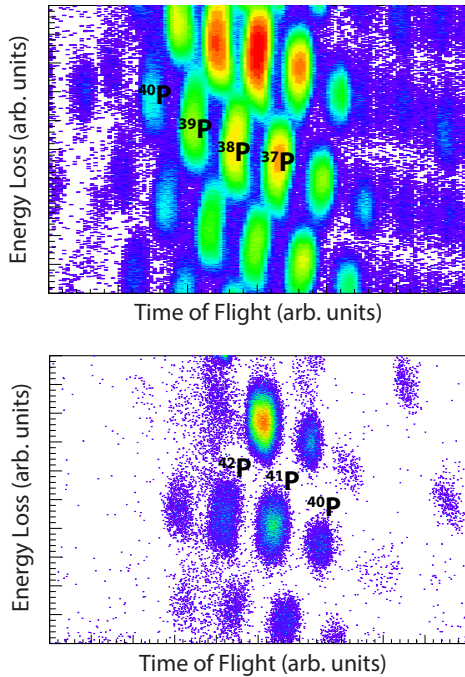 Energy Loss (arb. units)
⁴⁰P
³⁹P
³⁸P
³⁷P
Time of Flight (arb. units)
Energy Loss (arb. units)
⁴²P
⁴¹P
⁴⁰P
Time of Flight (arb. units)